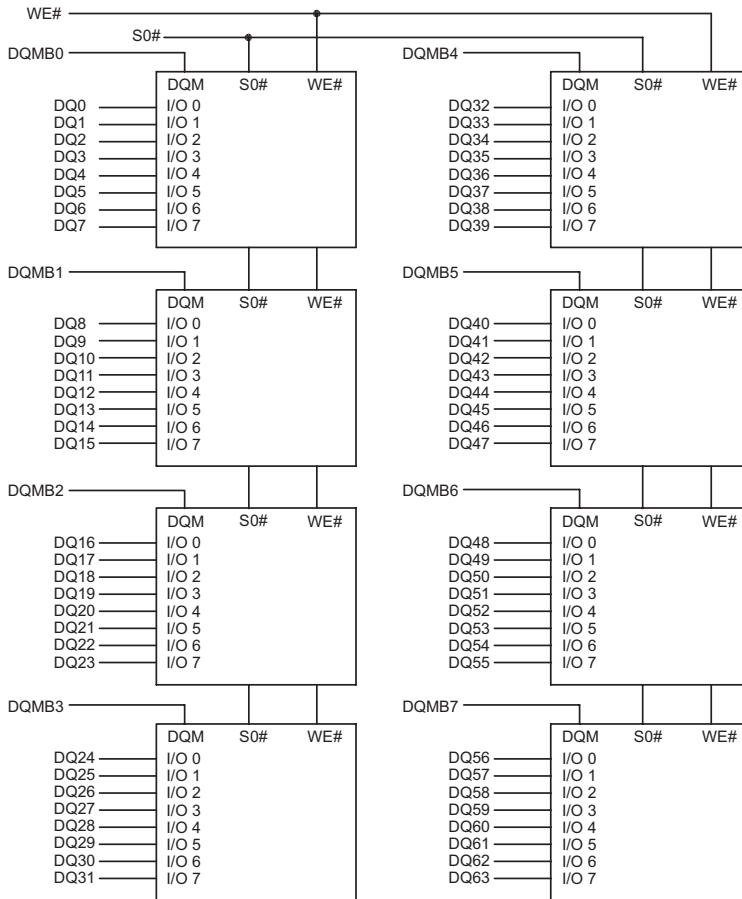 WE#
S0#
DQMB0
DQM S0# WE#
DQ0 I/O 0
DQ1 I/O 1
DQ2 I/O 2
DQ3 I/O 3
DQ4 I/O 4
DQ5 I/O 5
DQ6 I/O 6
DQ7 I/O 7
DQMB1
DQM S0# WE#
DQ8 I/O 0
DQ9 I/O 1
DQ10 I/O 2
DQ11 I/O 3
DQ12 I/O 4
DQ13 I/O 5
DQ14 I/O 6
DQ15 I/O 7
DQMB2
DQM S0# WE#
DQ16 I/O 0
DQ17 I/O 1
DQ18 I/O 2
DQ19 I/O 3
DQ20 I/O 4
DQ21 I/O 5
DQ22 I/O 6
DQ23 I/O 7
DQMB3
DQM S0# WE#
DQ24 I/O 0
DQ25 I/O 1
DQ26 I/O 2
DQ27 I/O 3
DQ28 I/O 4
DQ29 I/O 5
DQ30 I/O 6
DQ31 I/O 7
DQMB4
DQM S0# WE#
DQ32 I/O 0
DQ33 I/O 1
DQ34 I/O 2
DQ35 I/O 3
DQ36 I/O 4
DQ37 I/O 5
DQ38 I/O 6
DQ39 I/O 7
DQMB5
DQM S0# WE#
DQ40 I/O 0
DQ41 I/O 1
DQ42 I/O 2
DQ43 I/O 3
DQ44 I/O 4
DQ45 I/O 5
DQ46 I/O 6
DQ47 I/O 7
DQMB6
DQM S0# WE#
DQ48 I/O 0
DQ49 I/O 1
DQ50 I/O 2
DQ51 I/O 3
DQ52 I/O 4
DQ53 I/O 5
DQ54 I/O 6
DQ55 I/O 7
DQMB7
DQM S0# WE#
DQ56 I/O 0
DQ57 I/O 1
DQ58 I/O 2
DQ59 I/O 3
DQ60 I/O 4
DQ61 I/O 5
DQ62 I/O 6
DQ63 I/O 7